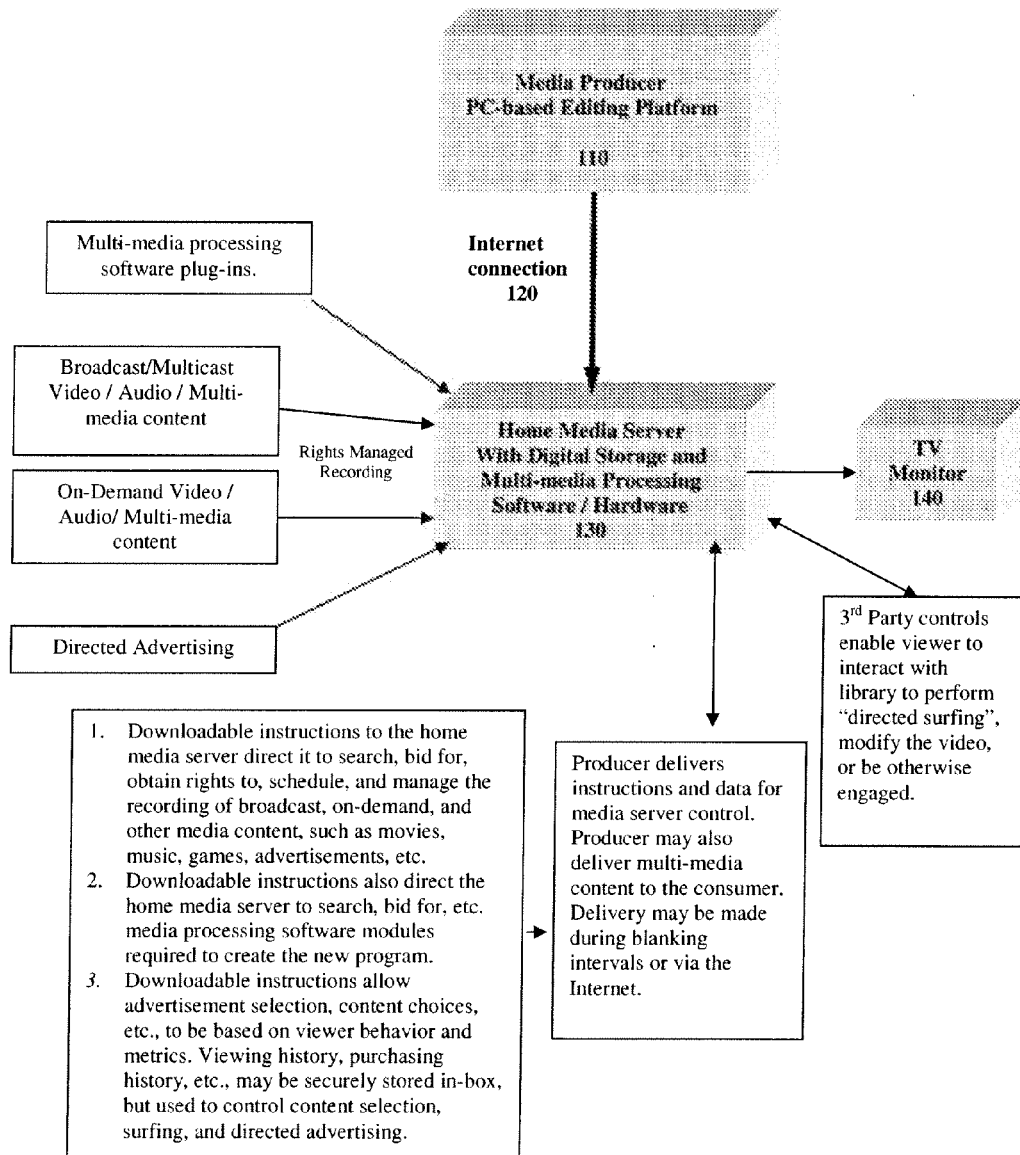 Media Producer
PC-based Editing Platform
110
Internet
connection
120
Multi-media processing
software plug-ins.
Broadcast/Multicast
Video / Audio / Multi-
media content
Rights Managed
Recording
On-Demand Video /
Audio/ Multi-media
content
Directed Advertising
Home Media Server
With Digital Storage and
Multi-media Processing
Software / Hardware
130
TV
Monitor
140
3rd Party controls
enable viewer to
interact with
library to perform
“directed surfing”,
modify the video,
or be otherwise
engaged.
1. Downloadable instructions to the home
media server direct it to search, bid for,
obtain rights to, schedule, and manage the
recording of broadcast, on-demand, and
other media content, such as movies,
music, games, advertisements, etc.
2. Downloadable instructions also direct the
home media server to search, bid for, etc.
media processing software modules
required to create the new program.
3. Downloadable instructions allow
advertisement selection, content choices,
etc., to be based on viewer behavior and
metrics. Viewing history, purchasing
history, etc., may be securely stored in-box,
but used to control content selection,
surfing, and directed advertising.
Producer delivers
instructions and data for
media server control.
Producer may also
deliver multi-media
content to the consumer.
Delivery may be made
during blanking
intervals or via the
Internet.